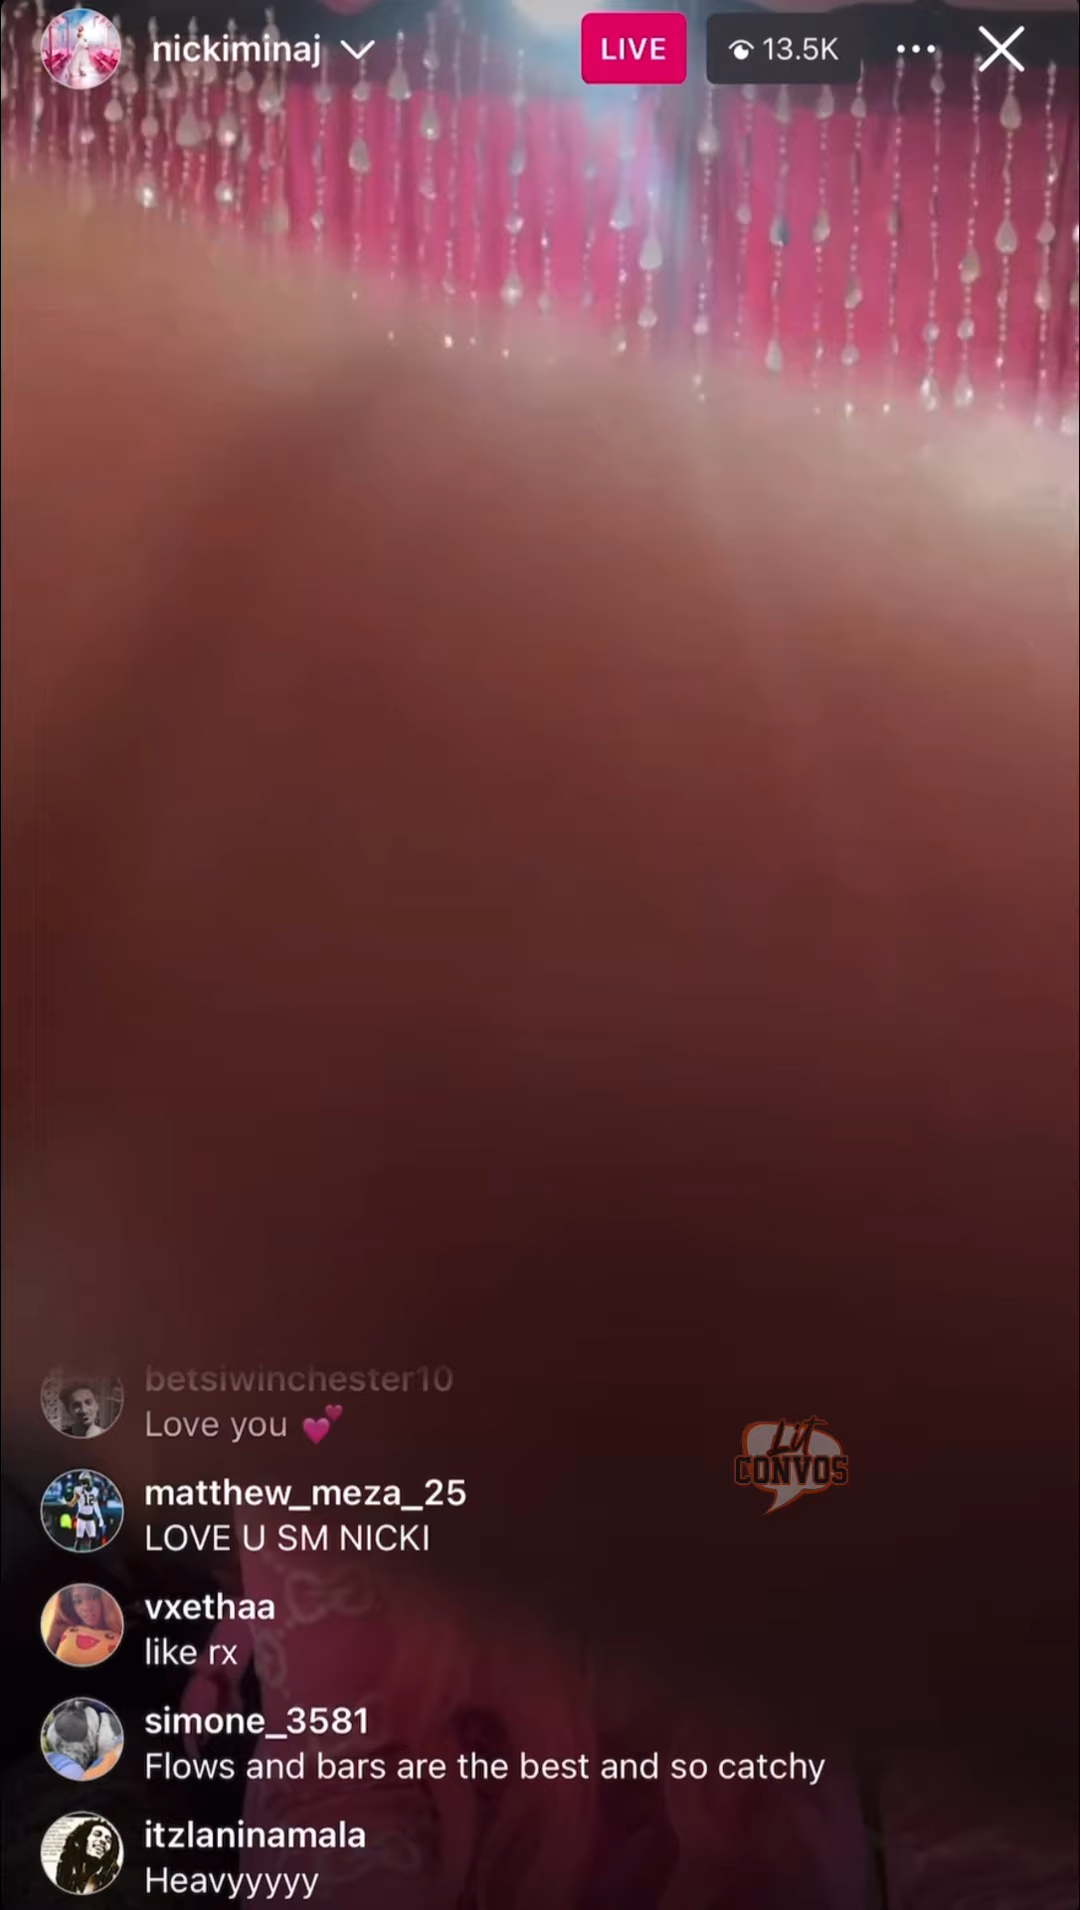 nickiminaj
LIVE
13.5K
betsiwinchester10
Love you 💕
matthew_meza_25
LOVE U SM NICKI
vxethaa
like rx
simone_3581
Flows and bars are the best and so catchy
itzlaninamala
Heavyyyyy
Lit
CONVOS
12